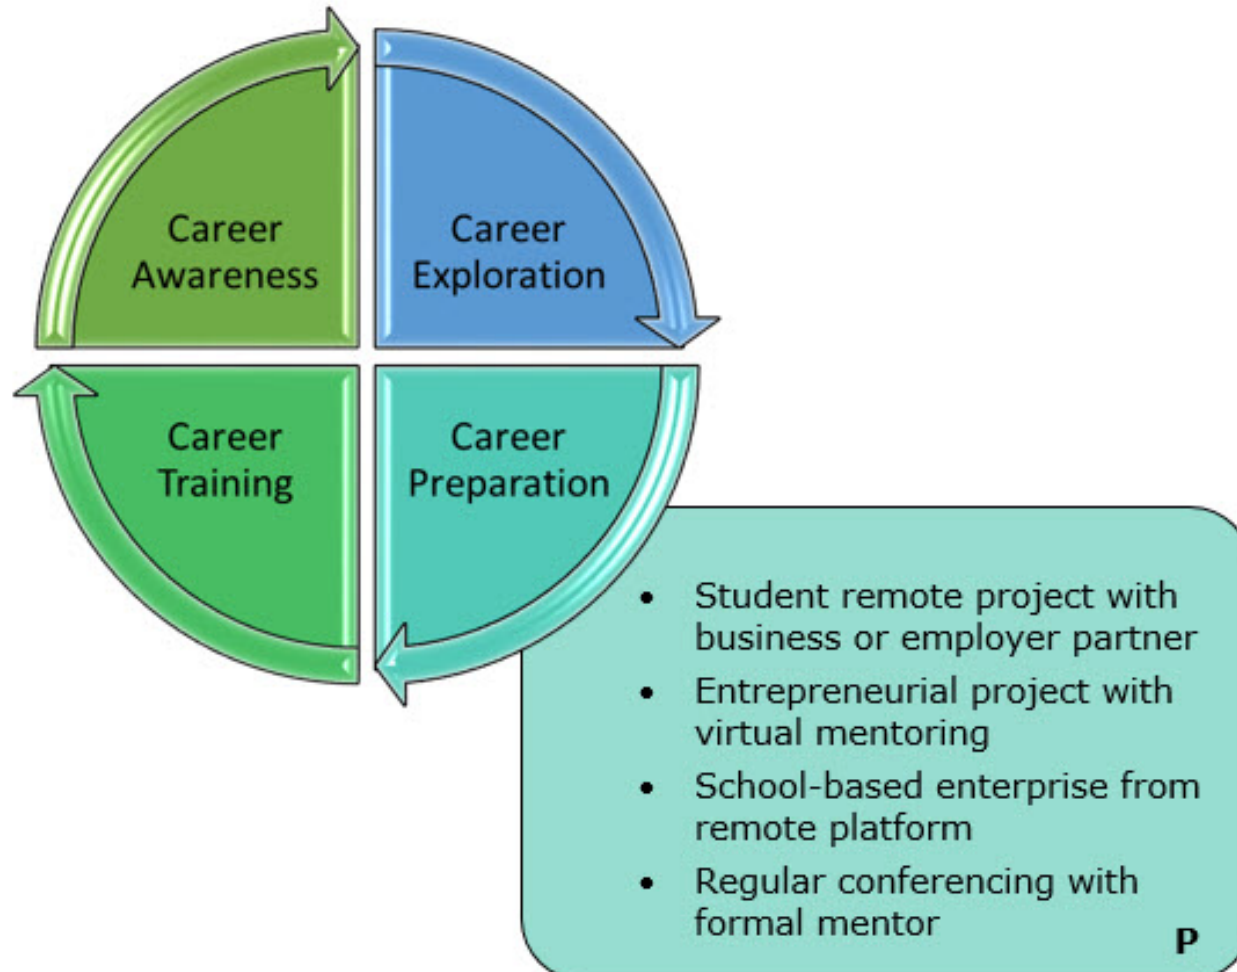 Career
Awareness
Career
Exploration
Career
Training
Career
Preparation
• Student remote project with
business or employer partner
• Entrepreneurial project with
virtual mentoring
• School-based enterprise from
remote platform
• Regular conferencing with
formal mentor
P